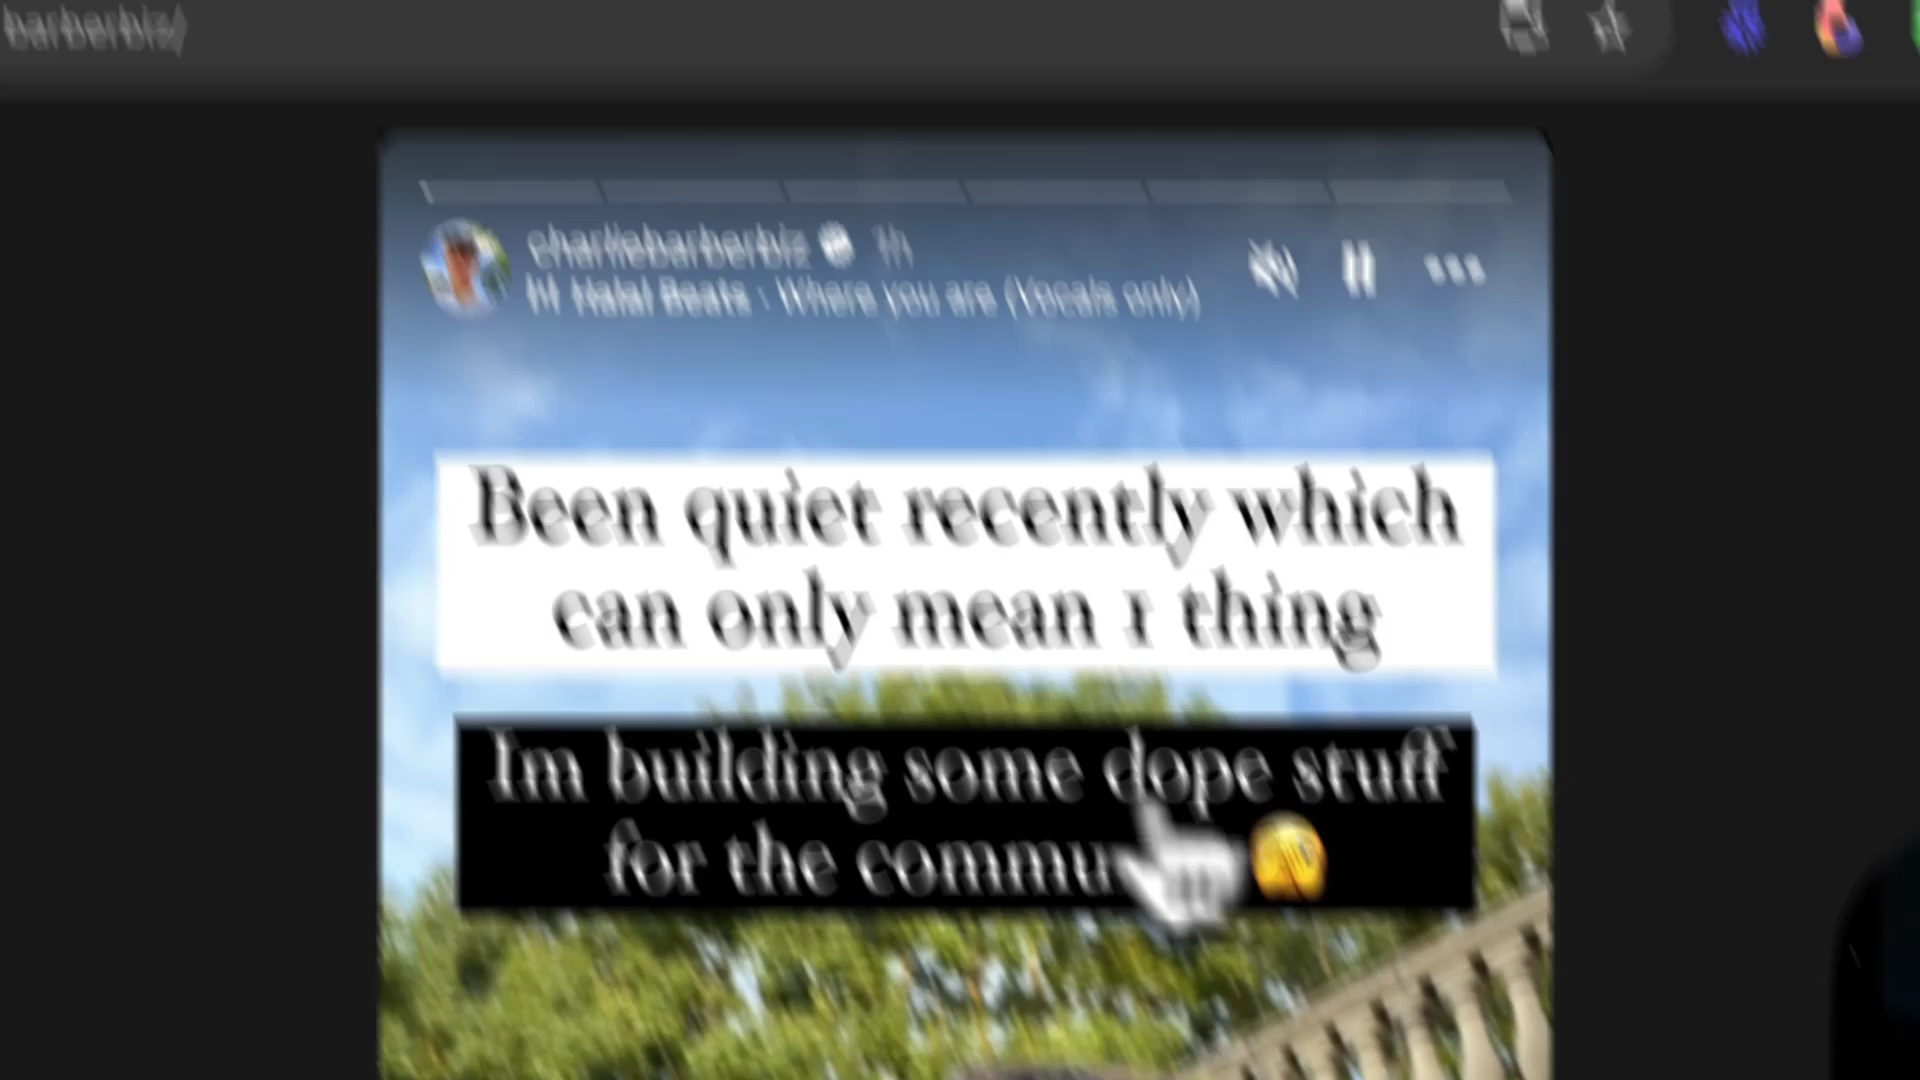 barberbiz/
charliebarberbiz 1h
Halal Beats · Where you are (Vocals only)
Been quiet recently which
can only mean 1 thing
Im building some dope stuff
for the commu